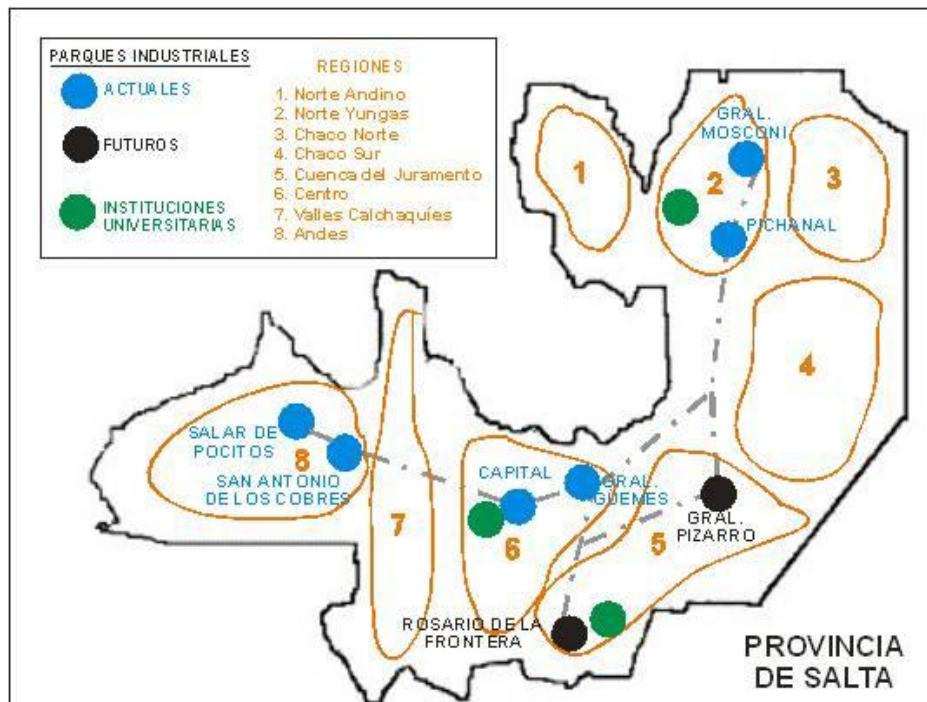 PARQUES INDUSTRIALES
ACTUALES
FUTUROS
INSTITUCIONES
UNIVERSITARIAS
REGIONES
1. Norte Andino
2. Norte Yungas
3. Chaco Norte
4. Chaco Sur
5. Cuenca del Juramento
6. Centro
7. Valles Calchaquíes
8. Andes
GRAL.
MOSCONI
1
2
3
PICHANAL
4
SALAR DE
POCITOS
8
SAN ANTONIO
DE LOS COBRES
7
CAPITAL
GRAL.
GÜEMES
6
GRAL.
PIZARRO
5
ROSARIO DE LA
FRONTERA
PROVINCIA
DE SALTA